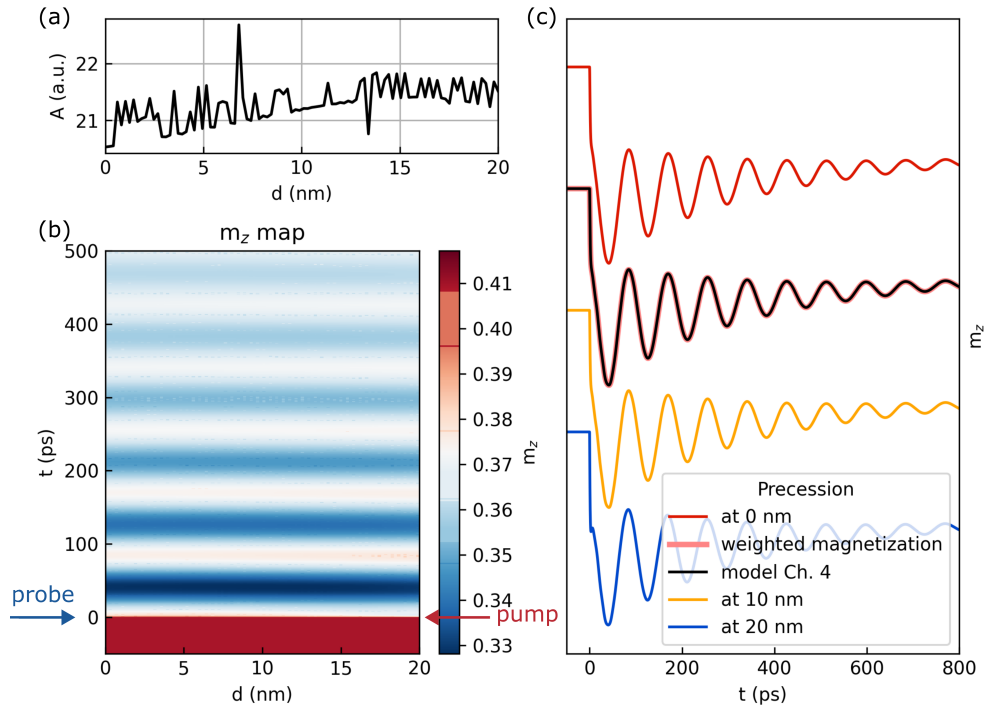 (a)
22
21
A (a.u.)
0 5 10 15 20
d (nm)
(b)
m_z map
500
400
300
200
100
0
t (ps)
0 5 10 15 20
d (nm)
probe
pump
0.41
0.40
0.39
0.38
0.37
0.36
0.35
0.34
0.33
m_z
(c)
m_z
Precession
at 0 nm
weighted magnetization
model Ch. 4
at 10 nm
at 20 nm
0 200 400 600 800
t (ps)